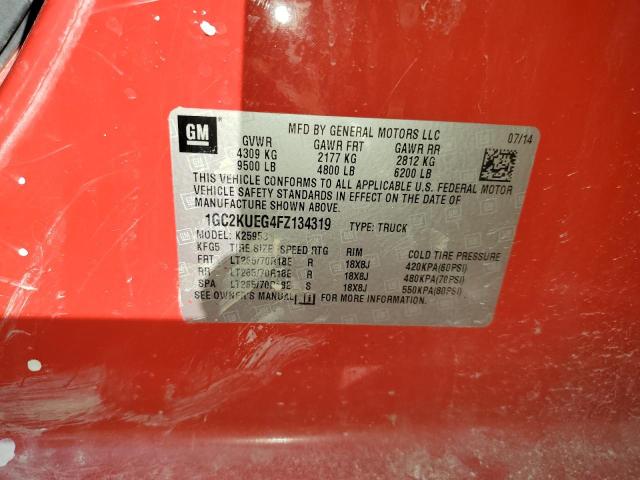 GM
MFD BY GENERAL MOTORS LLC 07/14
GVWR GAWR FRT GAWR RR
4309 KG 2177 KG 2812 KG
9500 LB 4800 LB 6200 LB
THIS VEHICLE CONFORMS TO ALL APPLICABLE U.S. FEDERAL MOTOR
VEHICLE SAFETY STANDARDS IN EFFECT ON THE DATE OF
MANUFACTURE SHOWN ABOVE.
1GC2KUEG4FZ134319 TYPE: TRUCK
MODEL: K25953
KFG5 TIRE SIZE SPEED RTG RIM COLD TIRE PRESSURE
FRT LT265/70R18E R 18X8J 420KPA(60PSI)
RR LT265/70R18E R 18X8J 480KPA(70PSI)
SPA LT265/70R18E S 18X8J 550KPA(80PSI)
SEE OWNER'S MANUAL FOR MORE INFORMATION.